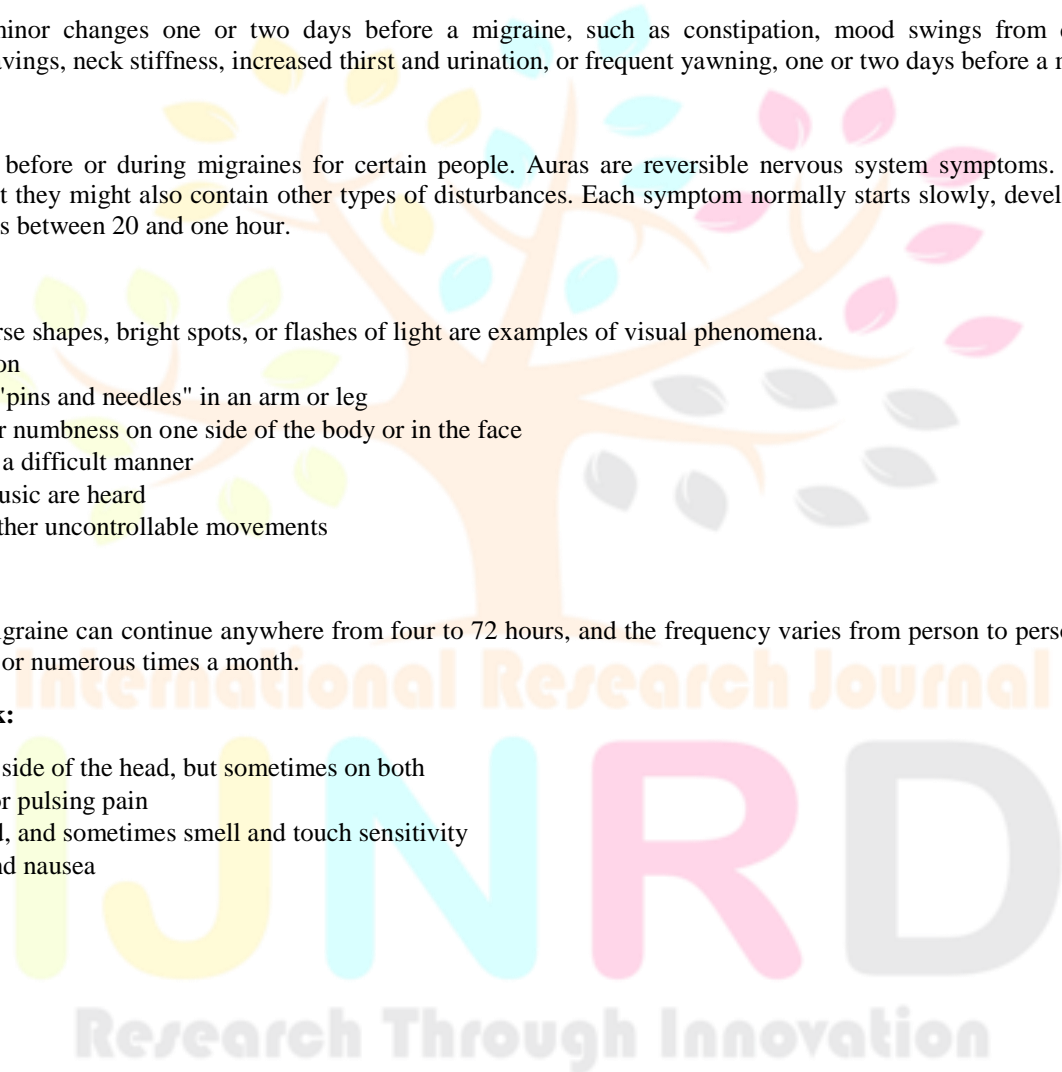 minor changes one or two days before a migraine, such as constipation, mood swings from
avings, neck stiffness, increased thirst and urination, or frequent yawning, one or two days before a
before or during migraines for certain people. Auras are reversible nervous system symptoms.
t they might also contain other types of disturbances. Each symptom normally starts slowly, devel
s between 20 and one hour.
rse shapes, bright spots, or flashes of light are examples of visual phenomena.
on
"pins and needles" in an arm or leg
r numbness on one side of the body or in the face
a difficult manner
usic are heard
ther uncontrollable movements
igraine can continue anywhere from four to 72 hours, and the frequency varies from person to pers
or numerous times a month.
International Research Journal
k:
side of the head, but sometimes on both
or pulsing pain
d, and sometimes smell and touch sensitivity
nd nausea
IJNRD
Research Through Innovation